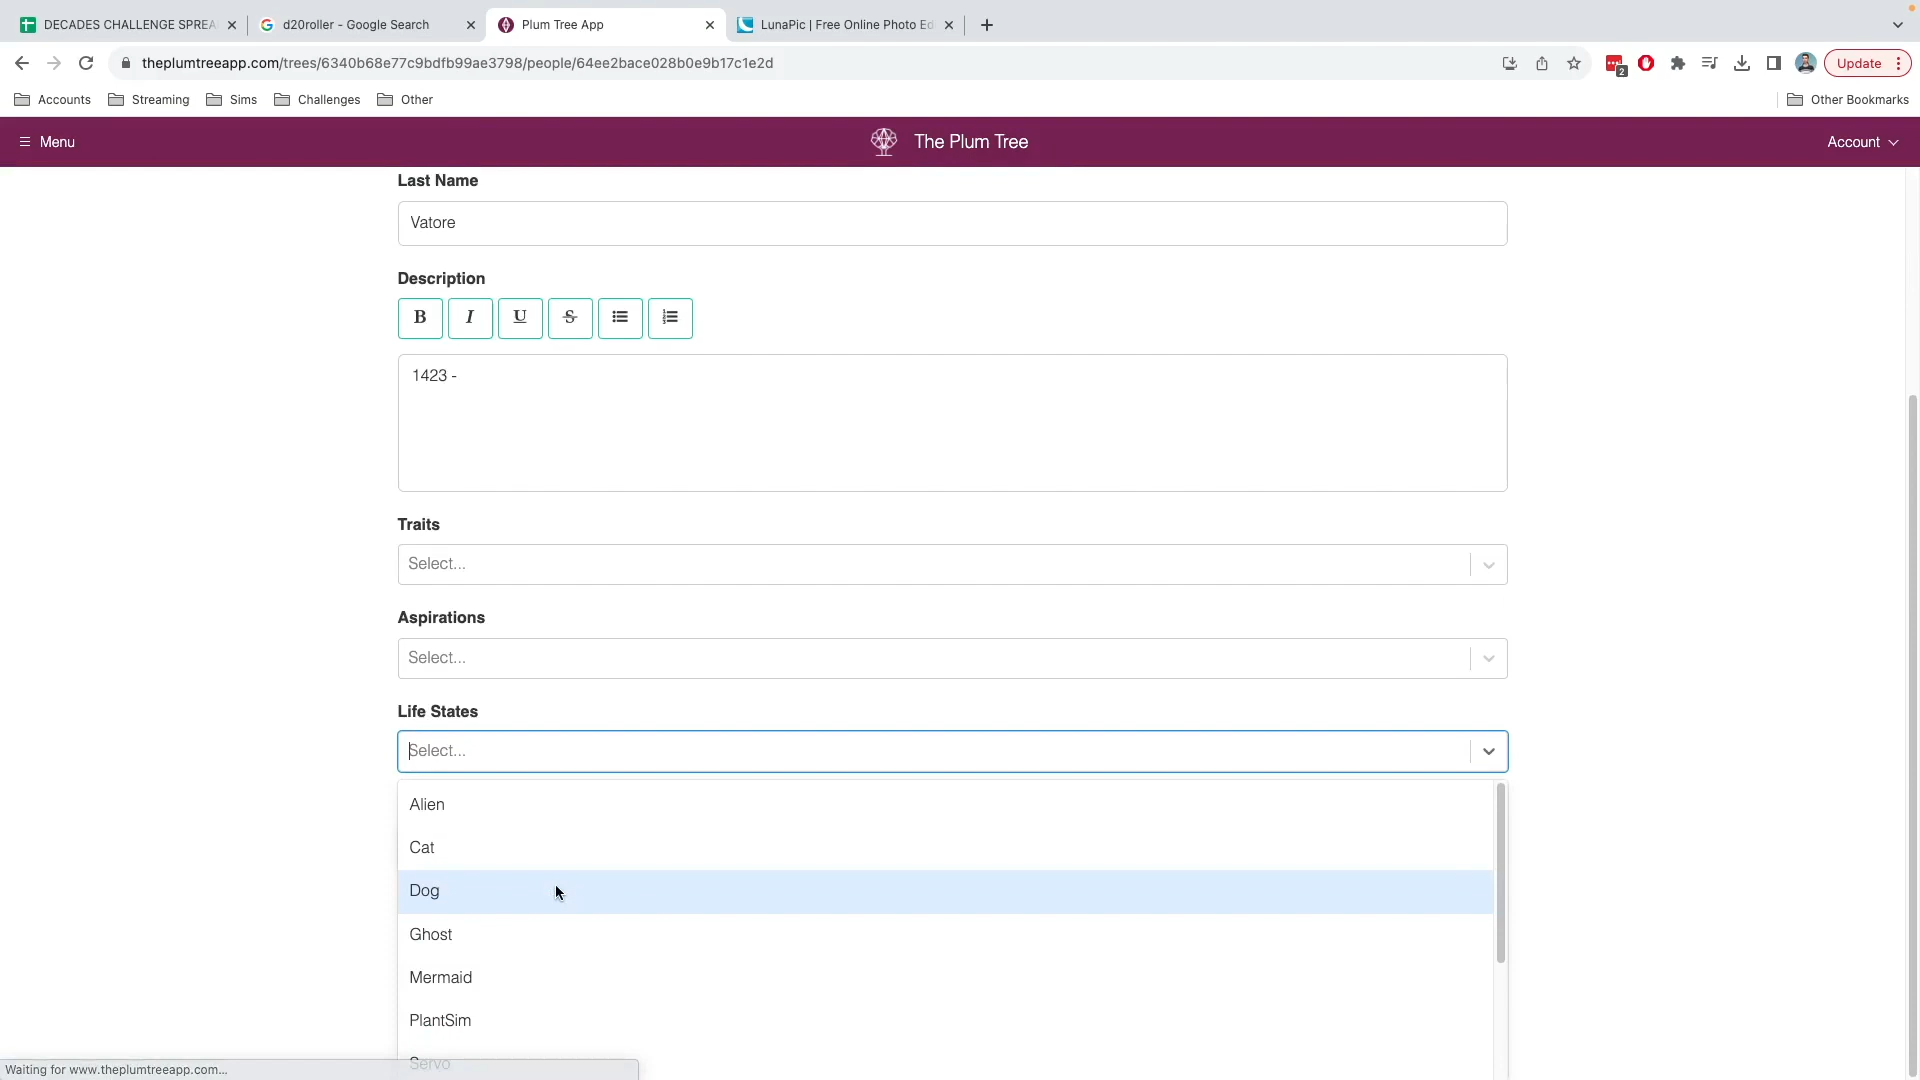 DECADES CHALLENGE SPREA
d20roller - Google Search
Plum Tree App
LunaPic | Free Online Photo Ed
theplumtreeapp.com/trees/6340b68e77c9bdfb99ae3798/people/64ee2bace028b0e9b17c1e2d
2
Update
Accounts
Streaming
Sims
Challenges
Other
Other Bookmarks
Menu
The Plum Tree
Account
Last Name
Vatore
Description
B I U S
1423 -
Traits
Select...
Aspirations
Select...
Life States
Select...
Alien
Cat
Dog
Ghost
Mermaid
PlantSim
Servo
Waiting for www.theplumtreeapp.com...